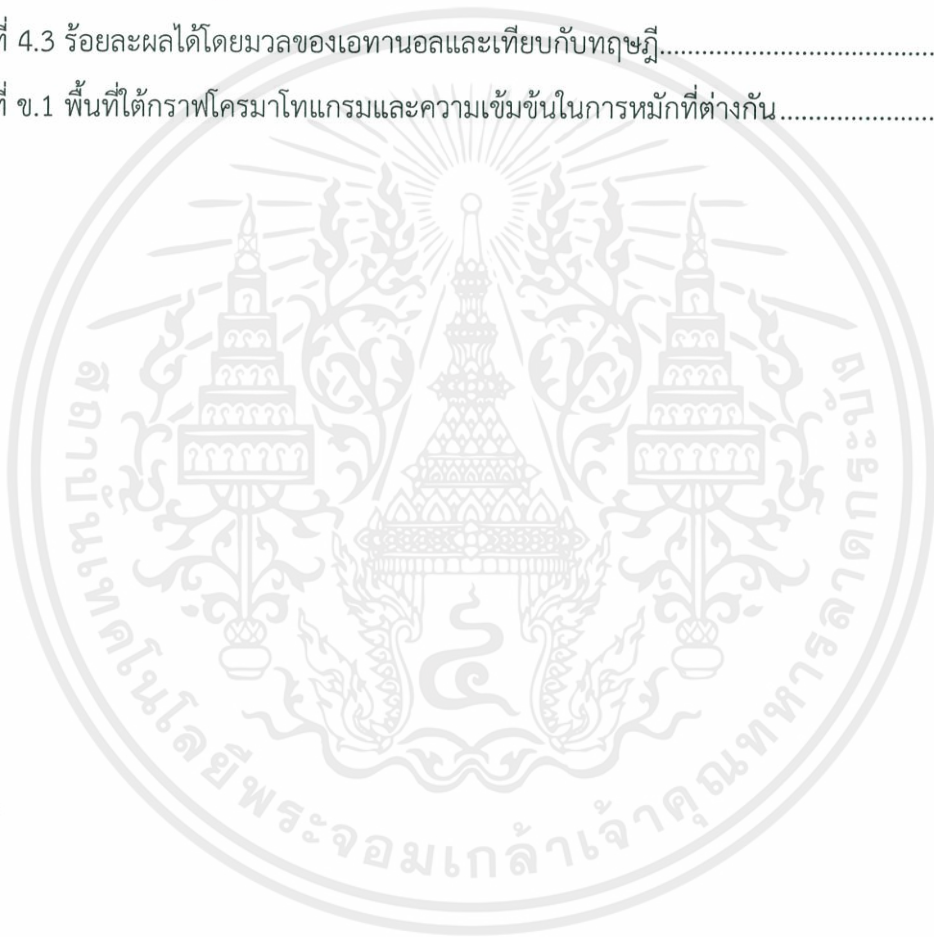 ที่ 4.3 ร้อยละผลได้โดยมวลของเอทานอลและเทียบกับทฤษฎี........................................
ที่ ข.1 พื้นที่ใต้กราฟโครมาโทแกรมและความเข้มข้นในการหมักที่ต่างกัน......................
สถาบันเทคโนโลยีพระจอมเกล้าเจ้าคุณทหารลาดกระบัง